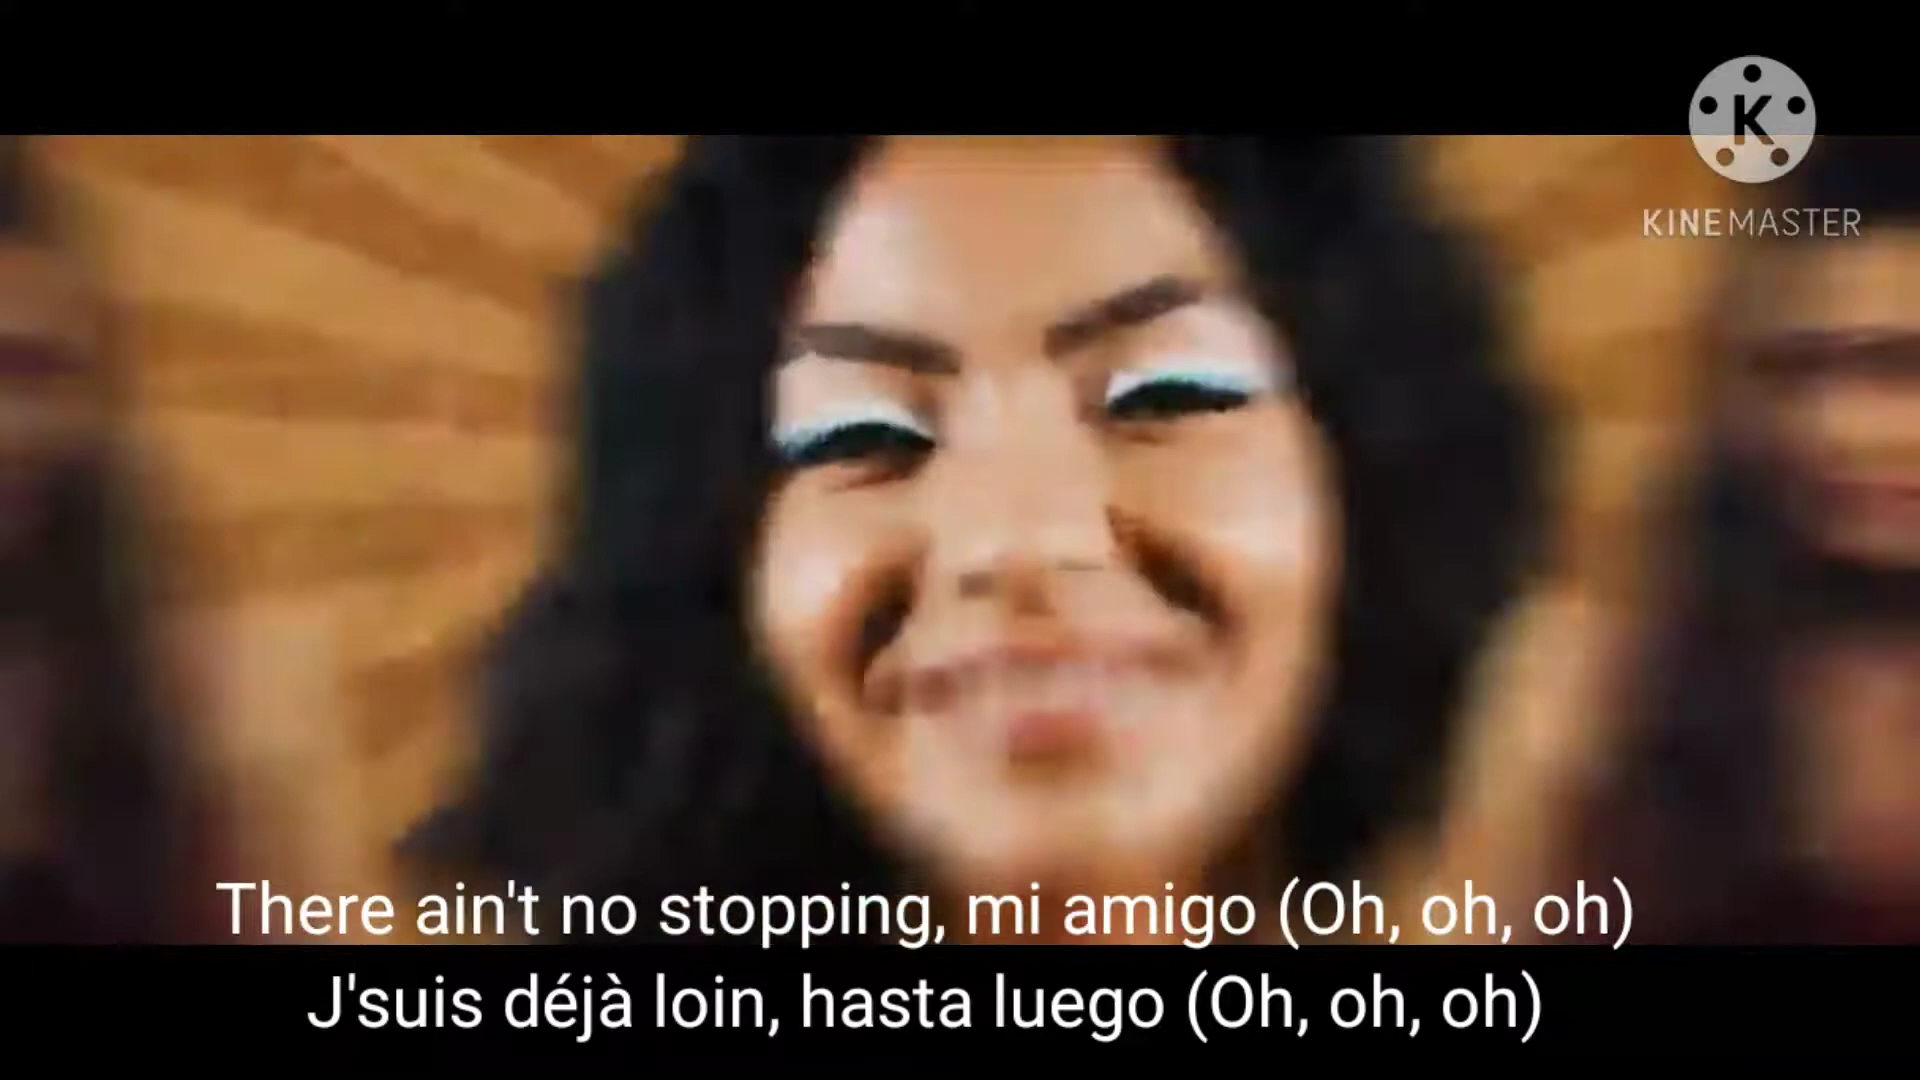 K
KINEMASTER
There ain't no stopping, mi amigo (Oh, oh, oh)
J'suis déjà loin, hasta luego (Oh, oh, oh)